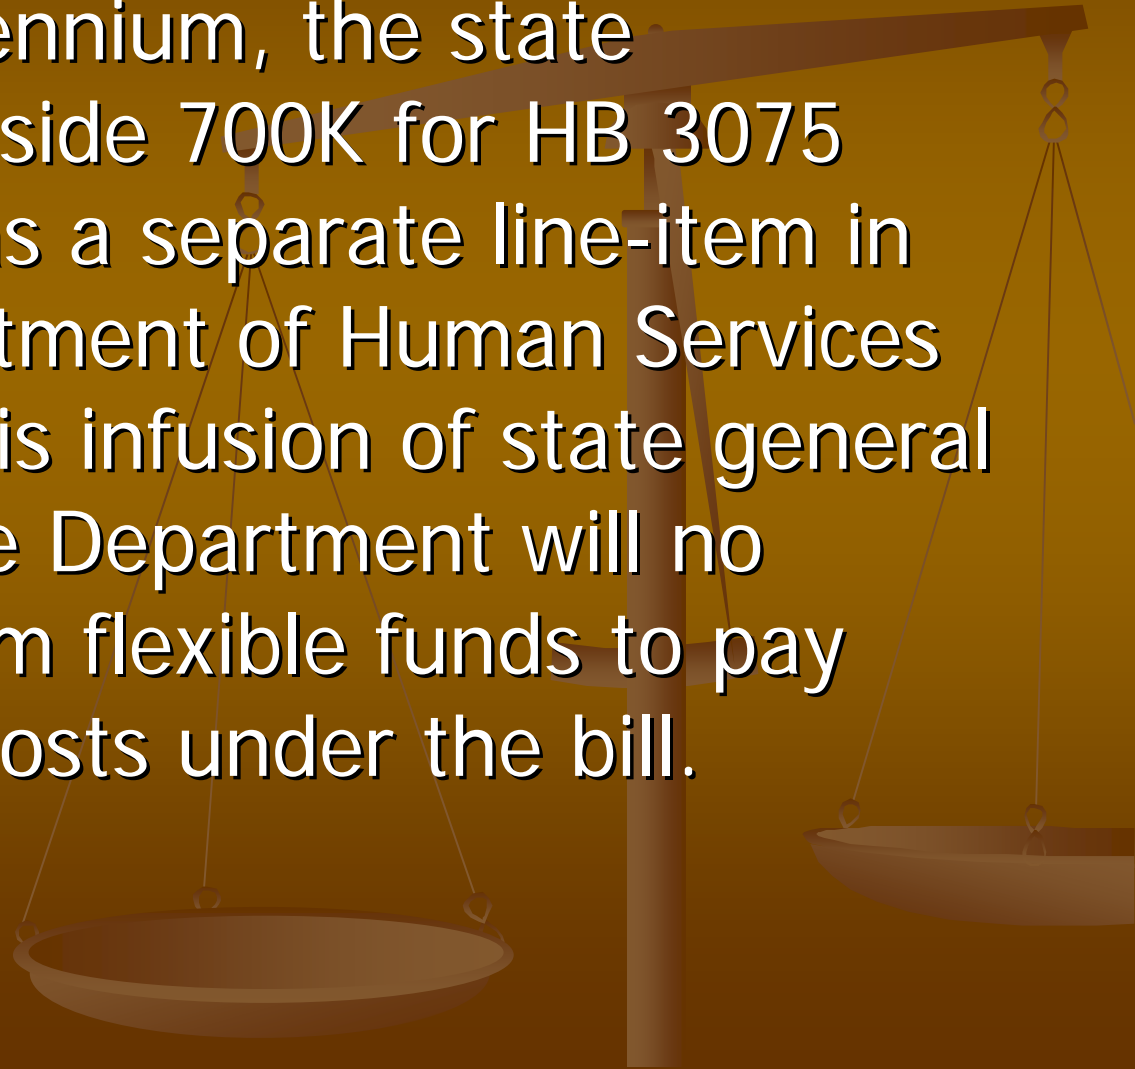 ennium, the state
side 700K for HB 3075
as a separate line-item in
tment of Human Services
is infusion of state general
e Department will no
m flexible funds to pay
osts under the bill.